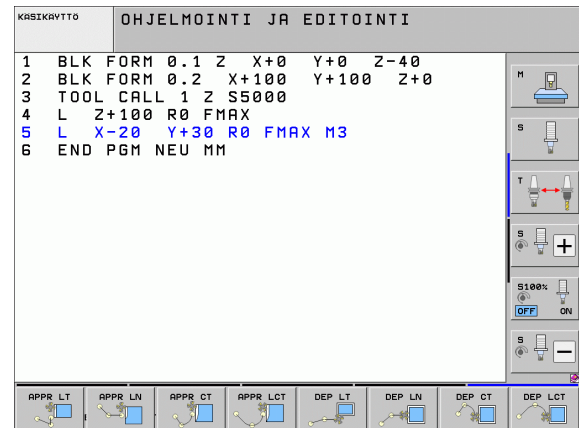 KÄSIKÄYTTÖ
OHJELMOINTI JA EDITOINTI
1 BLK FORM 0.1 Z X+0 Y+0 Z-40
2 BLK FORM 0.2 X+100 Y+100 Z+0
3 TOOL CALL 1 Z S5000
4 L Z+100 R0 FMAX
5 L X-20 Y+30 R0 FMAX M3
6 END PGM NEU MM
M
S
T
S
+
S100%
OFF ON
S
-
APPR LT APPR LN APPR CT APPR LCT DEP LT DEP LN DEP CT DEP LCT